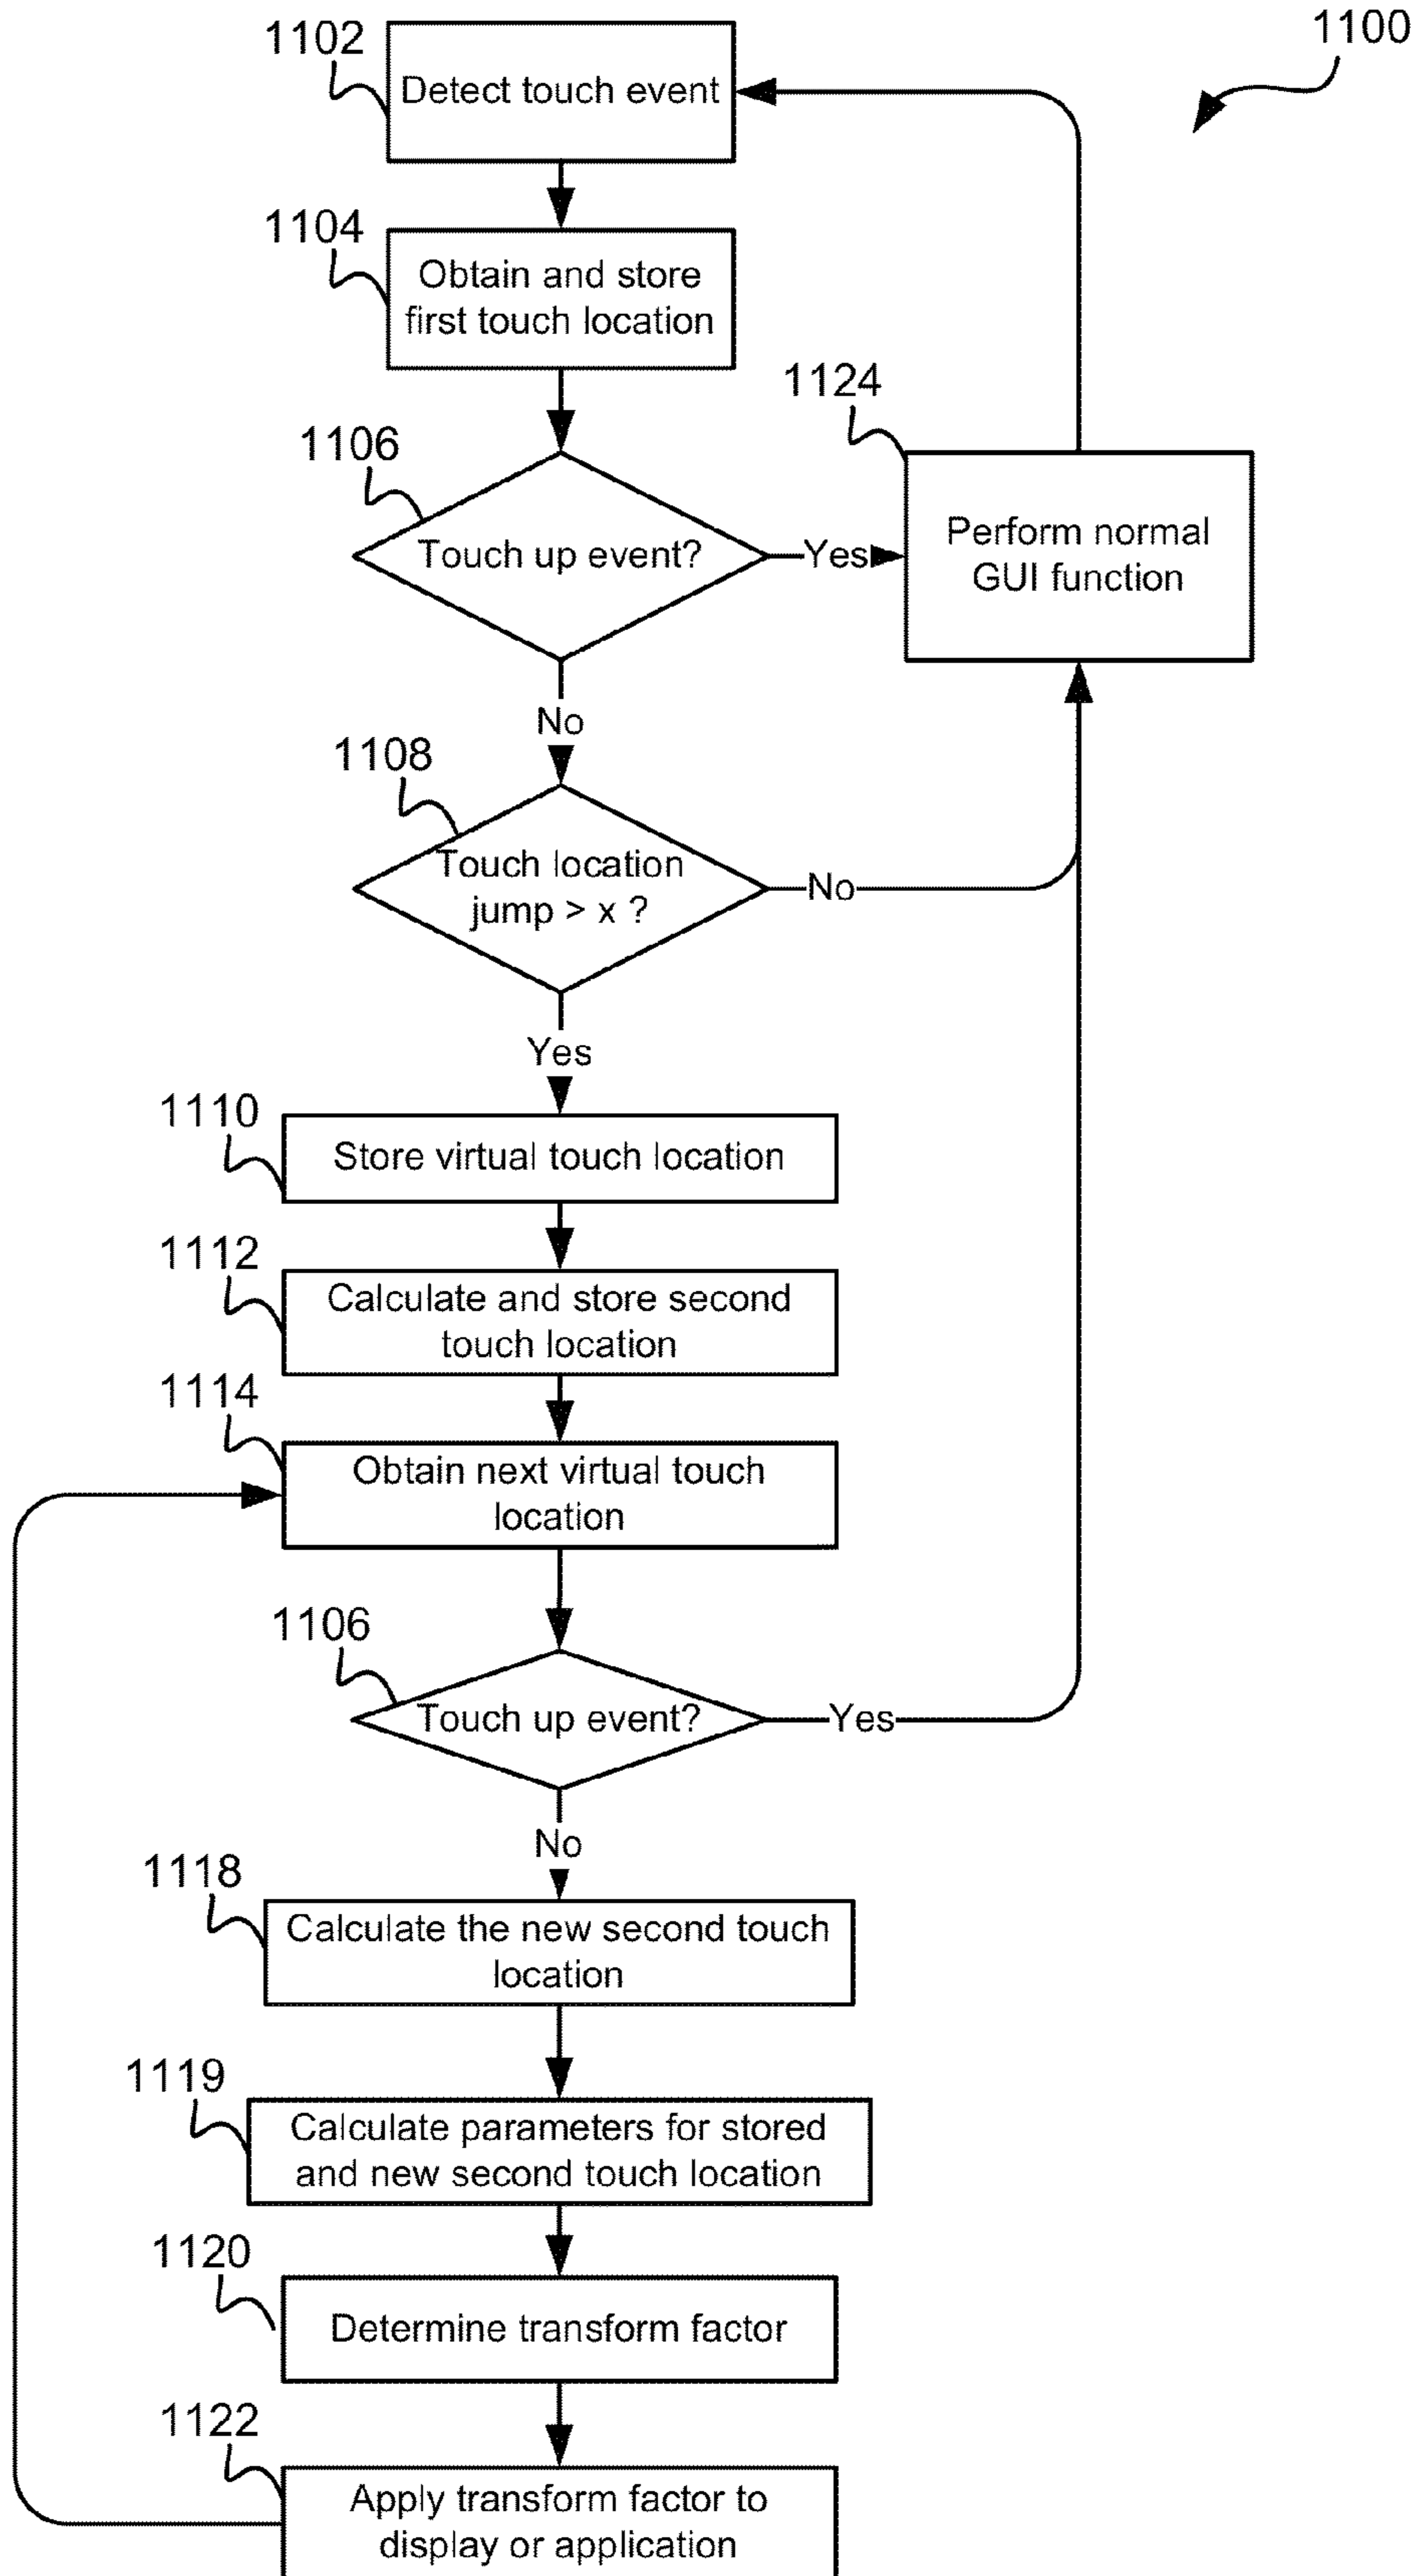 1100
1102
Detect touch event
1104
Obtain and store
first touch location
1106
Touch up event?
Yes
1124
Perform normal
GUI function
No
1108
Touch location
jump > x ?
No
Yes
1110
Store virtual touch location
1112
Calculate and store second
touch location
1114
Obtain next virtual touch
location
1106
Touch up event?
Yes
No
1118
Calculate the new second touch
location
1119
Calculate parameters for stored
and new second touch location
1120
Determine transform factor
1122
Apply transform factor to
display or application